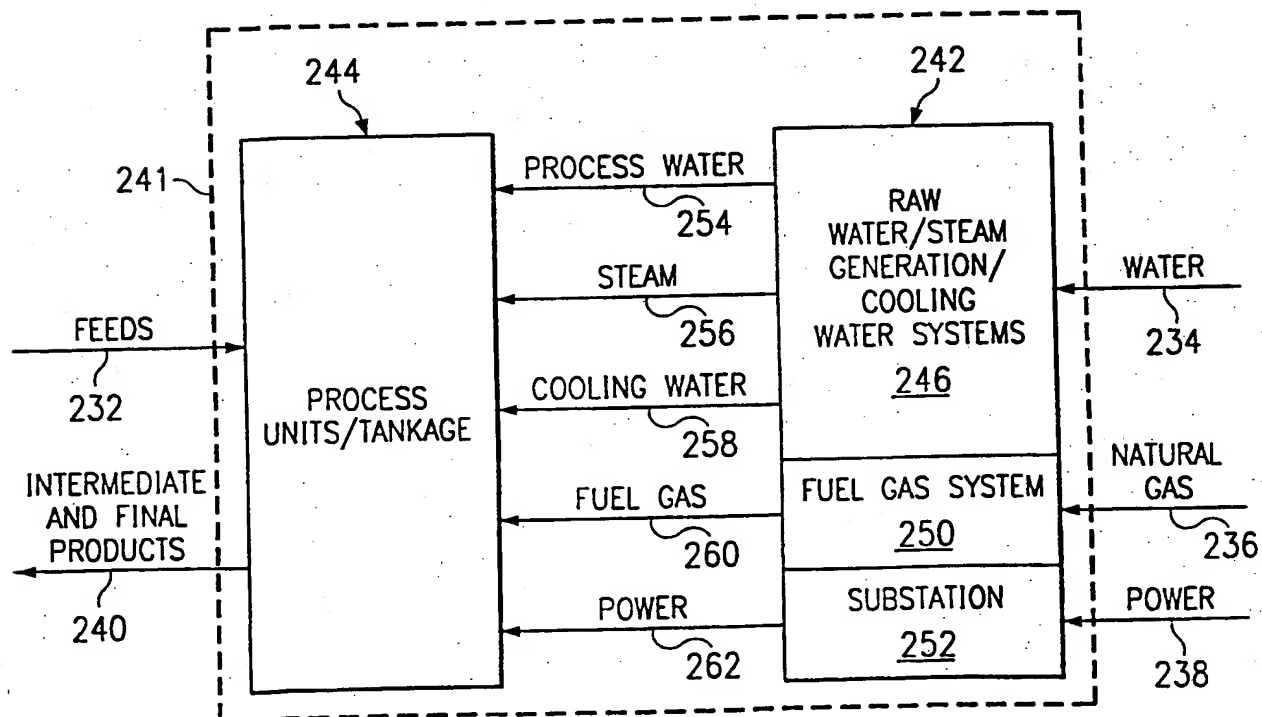 244
242
241
PROCESS WATER
254
RAW
WATER/STEAM
GENERATION/
COOLING
WATER SYSTEMS
246
WATER
234
STEAM
256
FEEDS
232
COOLING WATER
258
PROCESS
UNITS/TANKAGE
INTERMEDIATE
AND FINAL
PRODUCTS
240
FUEL GAS
260
FUEL GAS SYSTEM
250
NATURAL
GAS
236
POWER
262
SUBSTATION
252
POWER
238